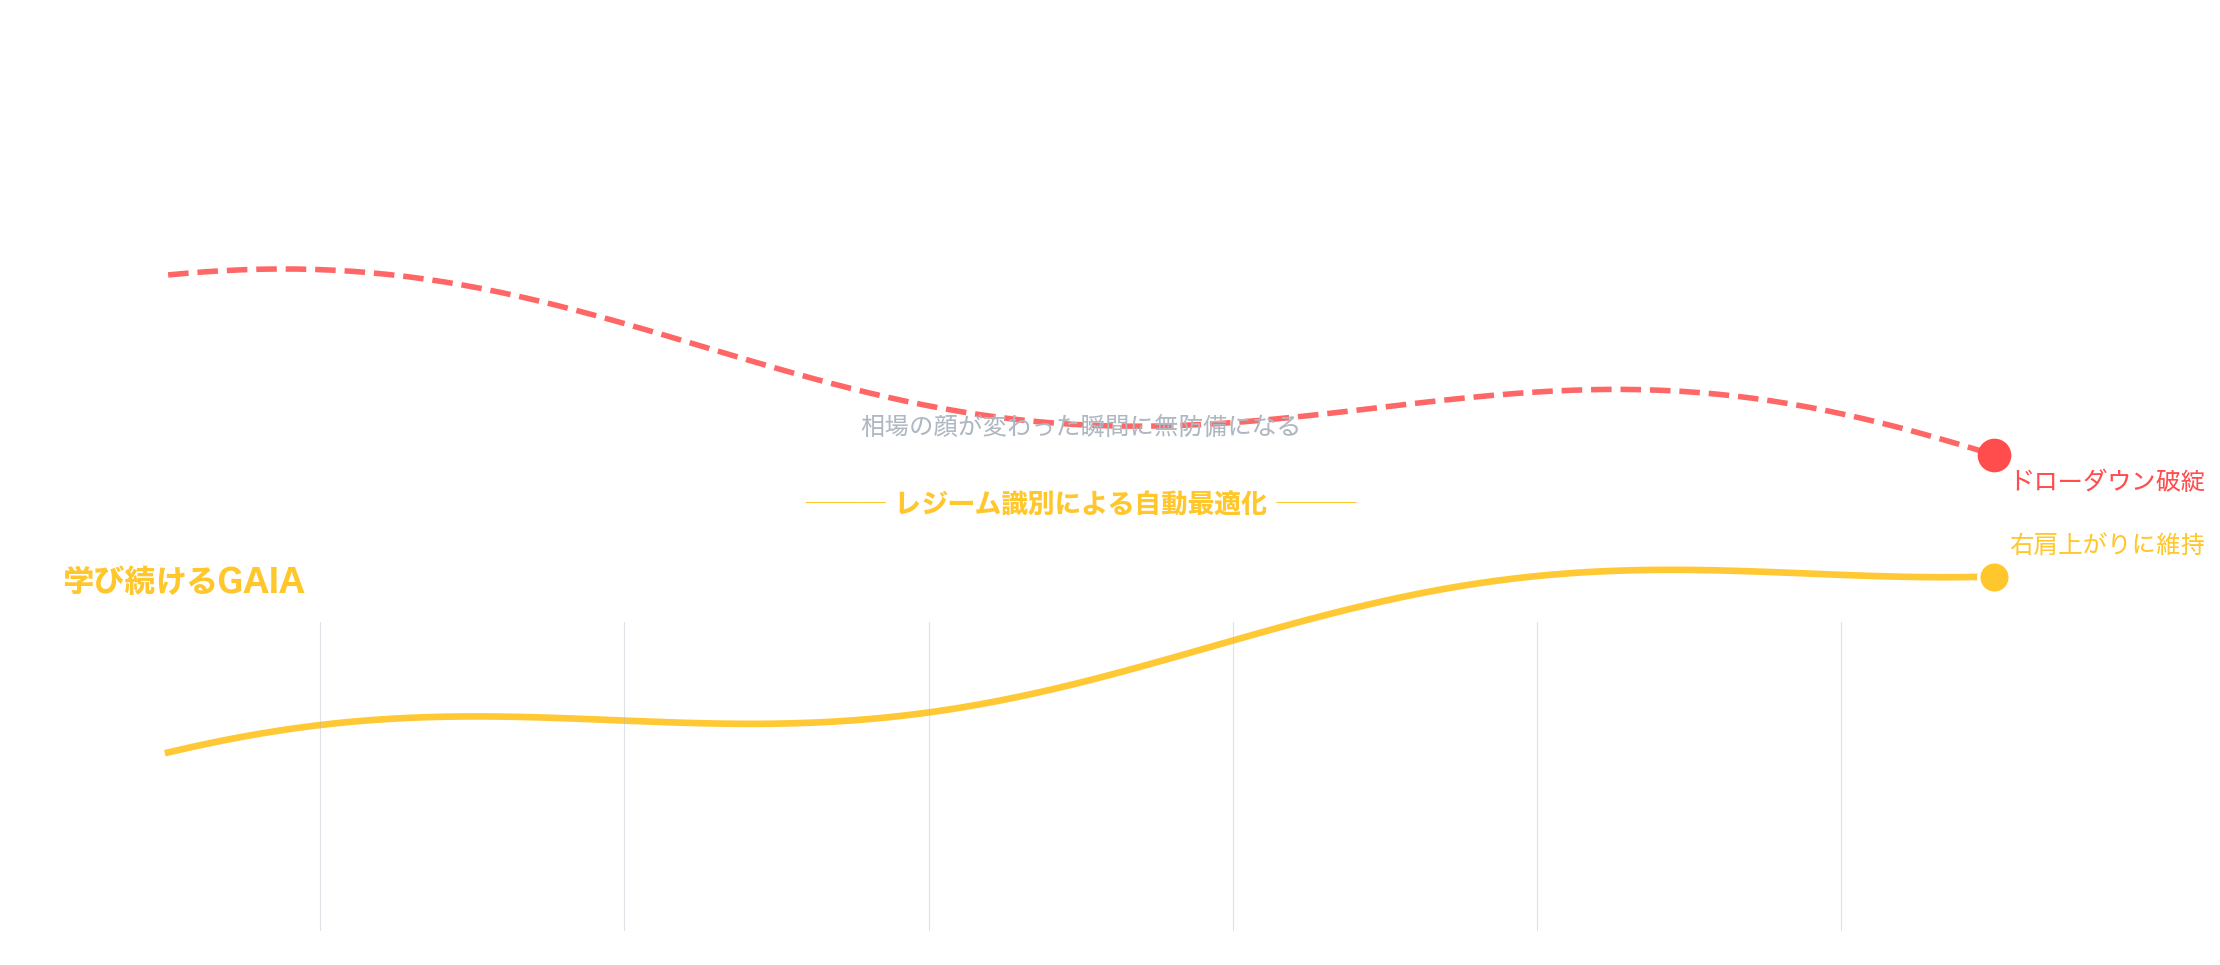 相場の顔が変わった瞬間に無防備になる
ドローダウン破綻
レジーム識別による自動最適化
右肩上がりに維持
学び続けるGAIA